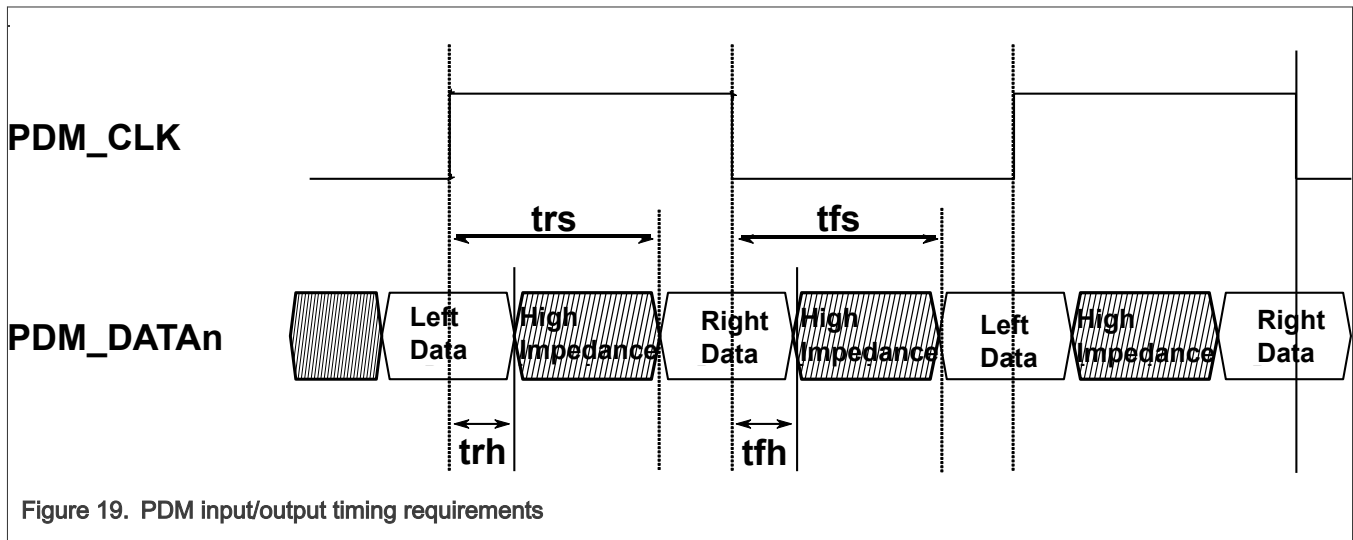 PDM_CLK
trs
tfs
PDM_DATAn
Left
Data
High
Impedance
Right
Data
High
Impedance
Left
Data
High
Impedance
Right
Data
trh
tfh
Figure 19. PDM input/output timing requirements